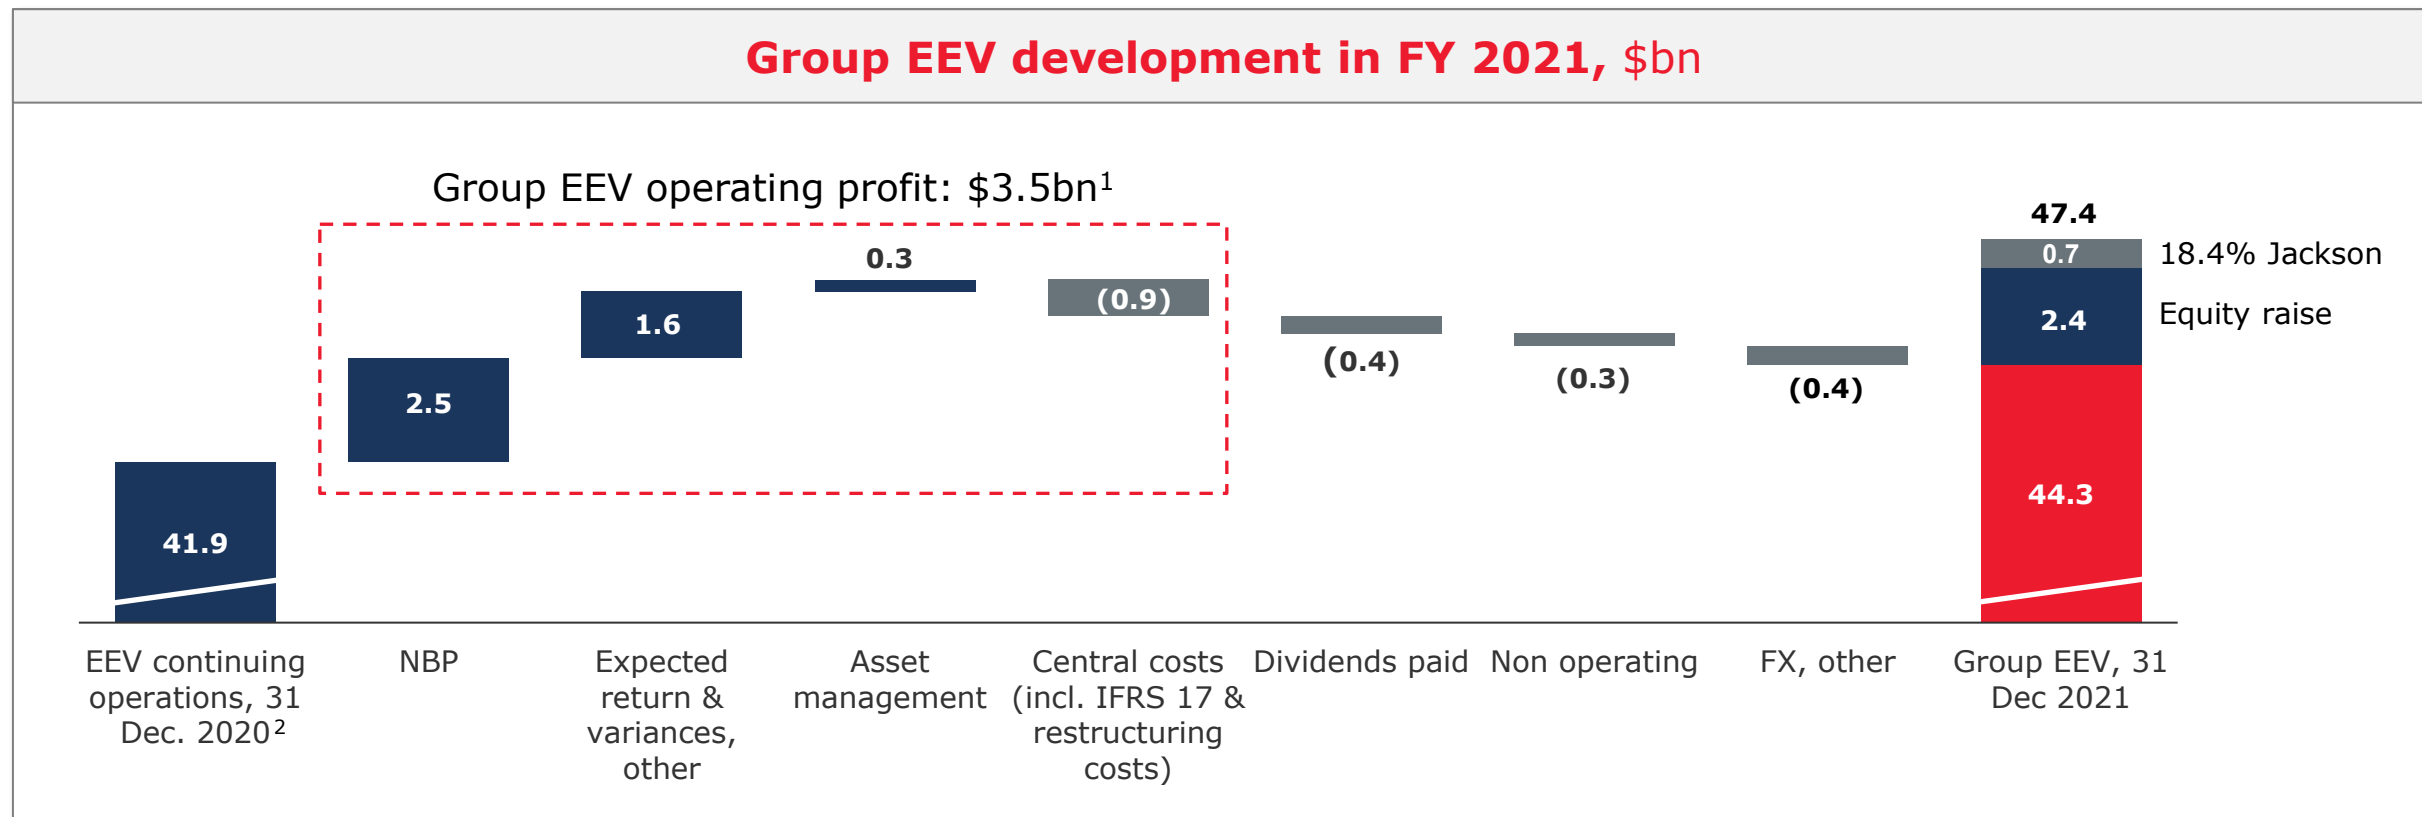 Group EEV development in FY 2021, $bn
Group EEV operating profit: $3.5bn¹
47.4
0.7
18.4% Jackson
2.4
Equity raise
44.3
0.3
(0.9)
1.6
2.5
(0.4)
(0.3)
(0.4)
41.9
EEV continuing
operations, 31
Dec. 2020²
NBP
Expected
return &
variances,
other
Asset
management
Central costs
(incl. IFRS 17 &
restructuring
costs)
Dividends paid
Non operating
FX, other
Group EEV, 31
Dec 2021